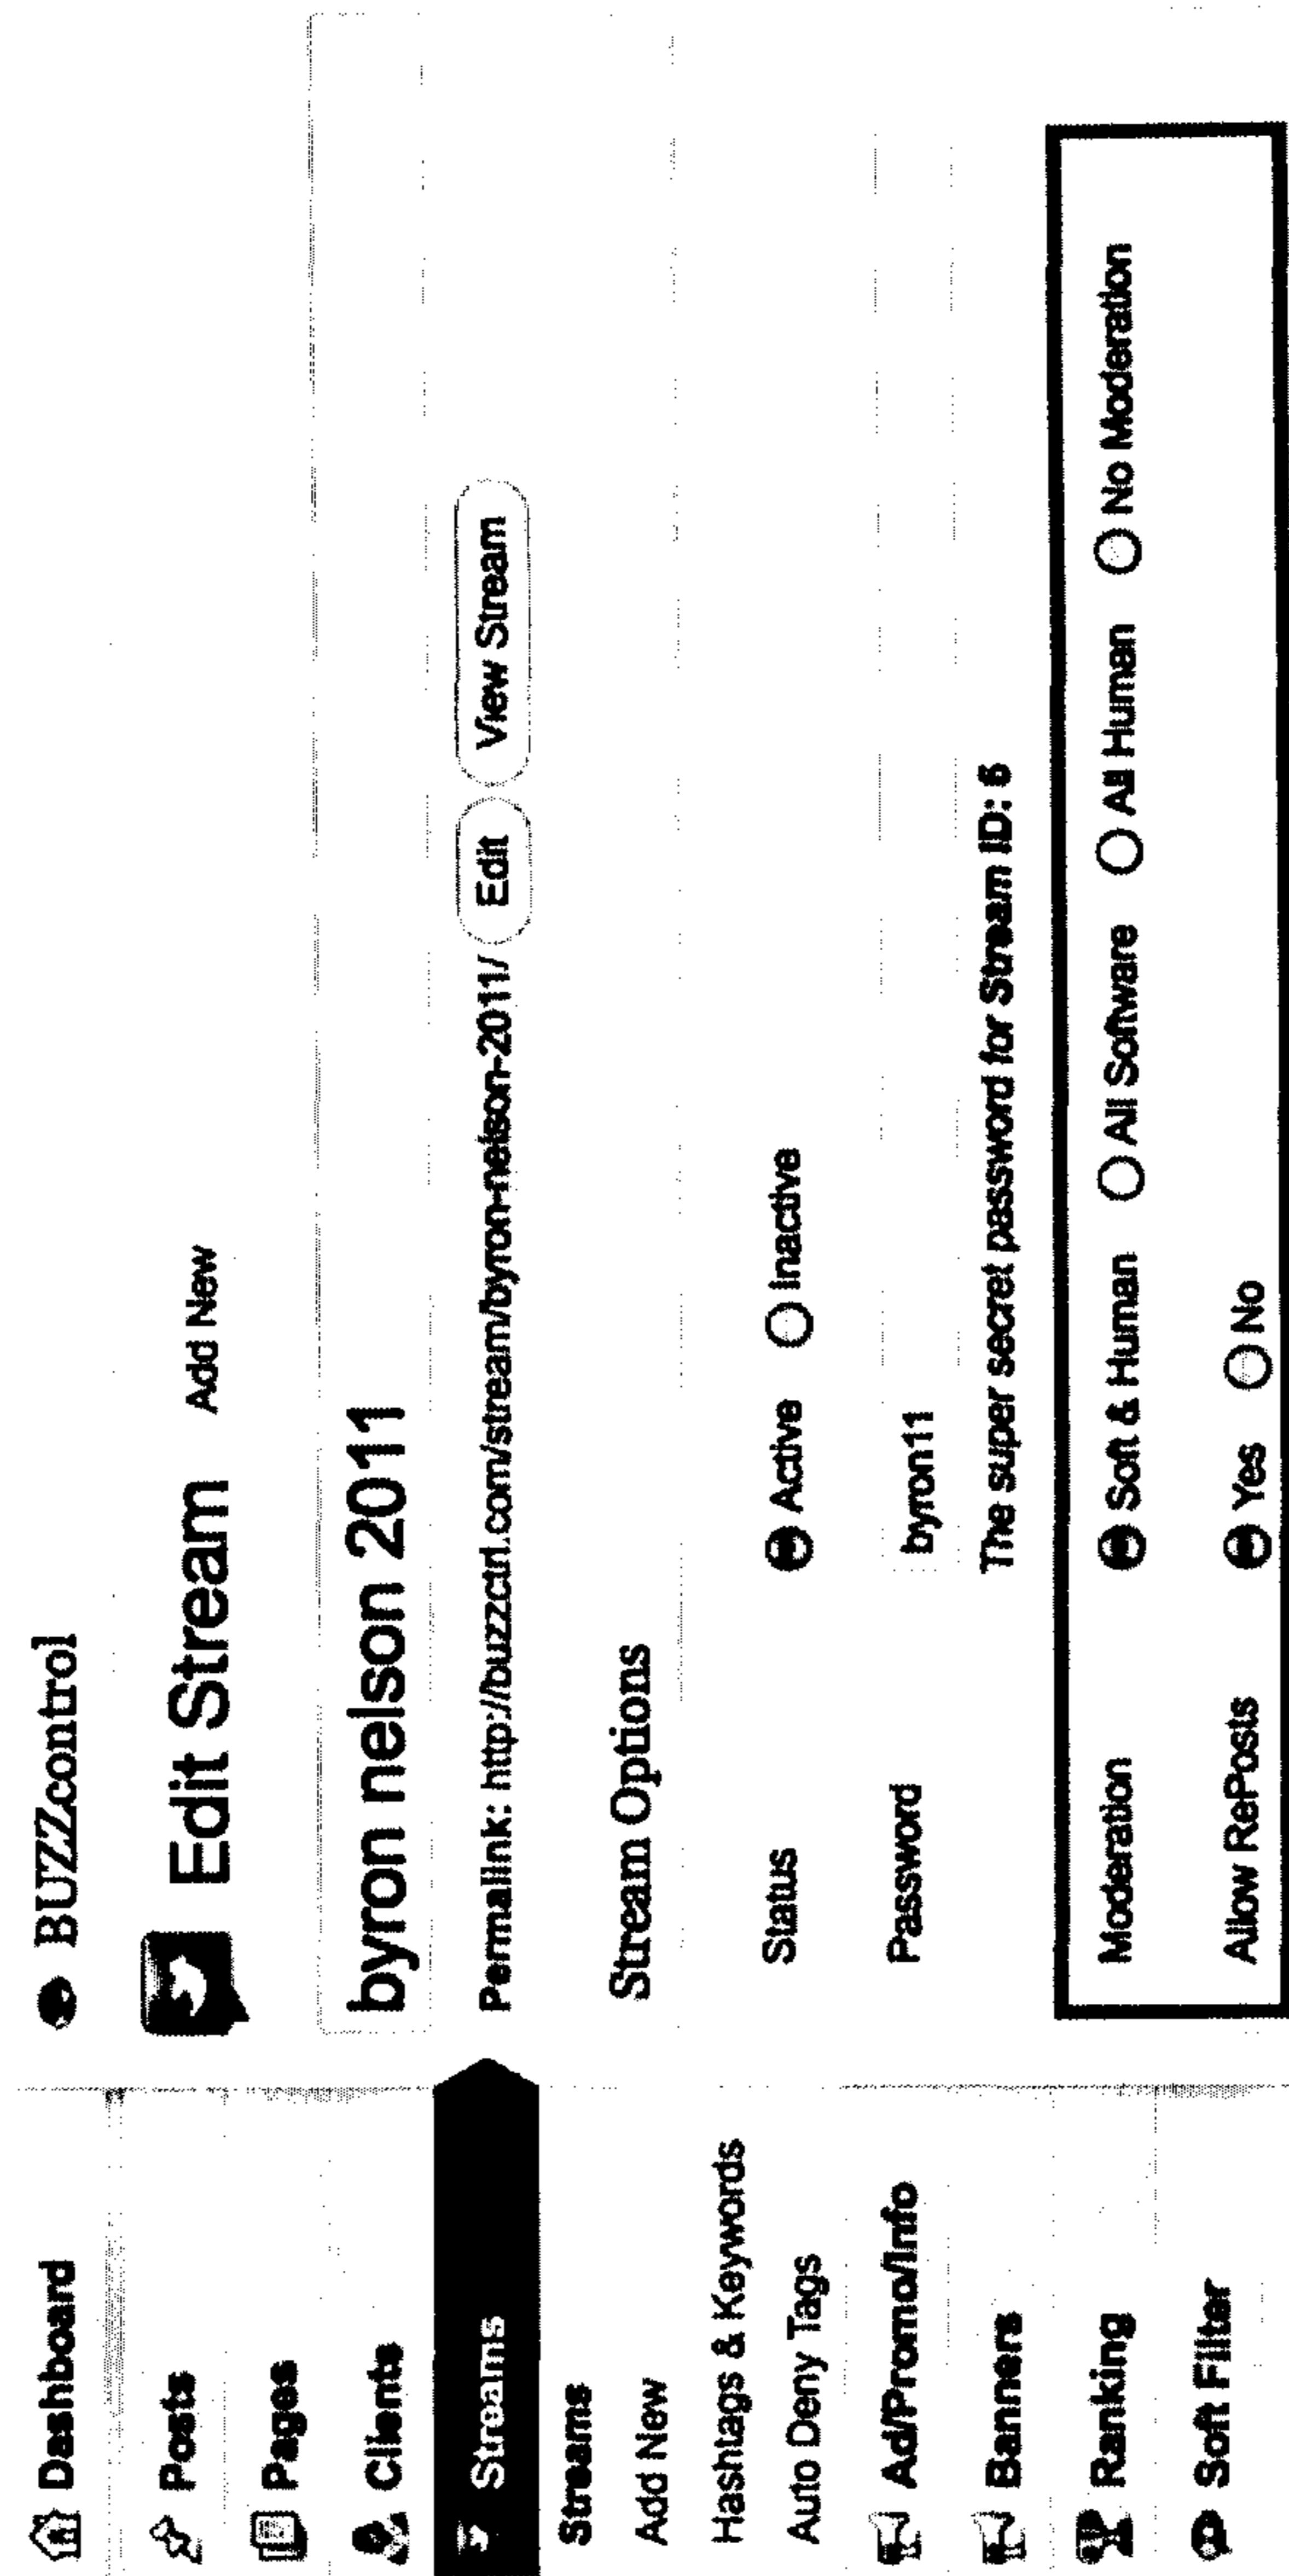 Dashboard
Posts
Pages
Clients
Streams
Streams
Add New
Hashtags & Keywords
Auto Deny Tags
Ad/Promo/Info
Banners
Ranking
Soft Filter
BUZZcontrol
Edit Stream Add New
byron nelson 2011
Permalink: http://buzzctrl.com/stream/byron-nelson-2011/ Edit View Stream
Stream Options
Status Active Inactive
Password byron11
The super secret password for Stream ID: 6
Moderation Soft & Human All Software All Human No Moderation
Allow RePosts Yes No